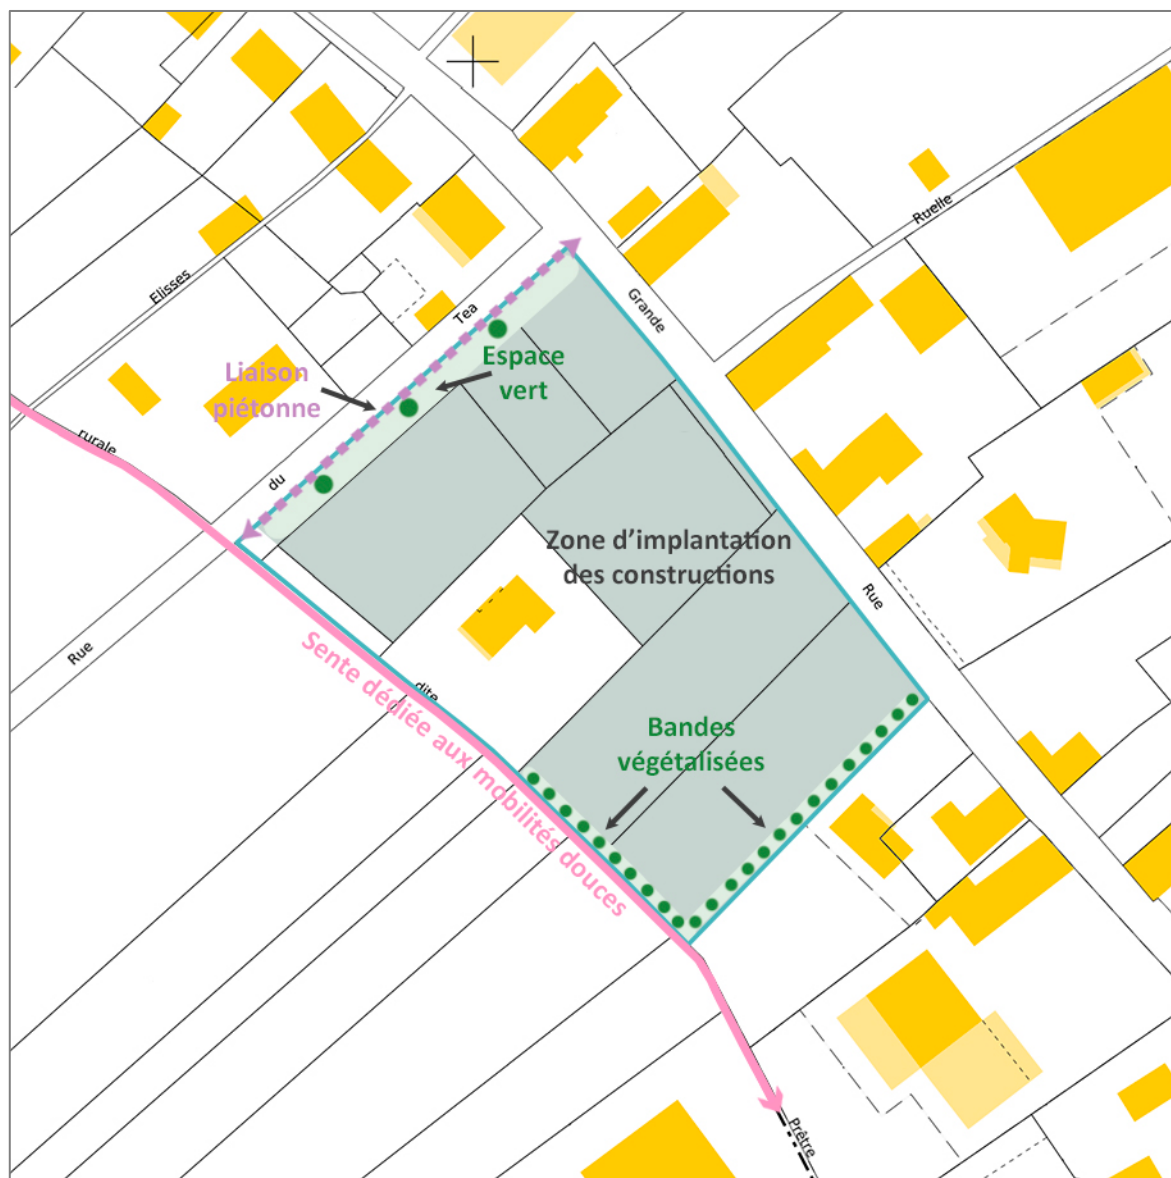 Ruelle
Elisses
Grande
Tea
Liaison
piétonne
Espace
vert
rurale
du
Zone d'implantation
des constructions
Rue
Rue
dite
Sente dédiée aux mobilités douces
Bandes
végétalisées
Prêtre